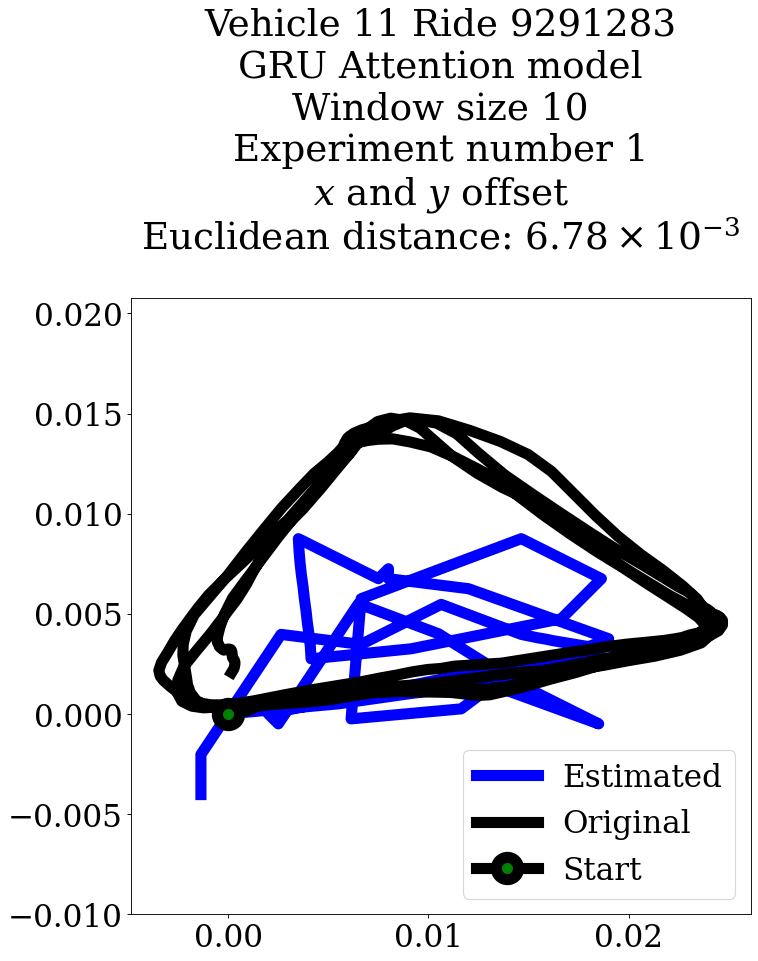 Vehicle 11 Ride 9291283
GRU Attention model
Window size 10
Experiment number 1
x and y offset
Euclidean distance: 6.78 × 10⁻³
0.020
0.015
0.010
0.005
0.000
−0.005
−0.010
0.00 0.01 0.02
Estimated
Original
Start